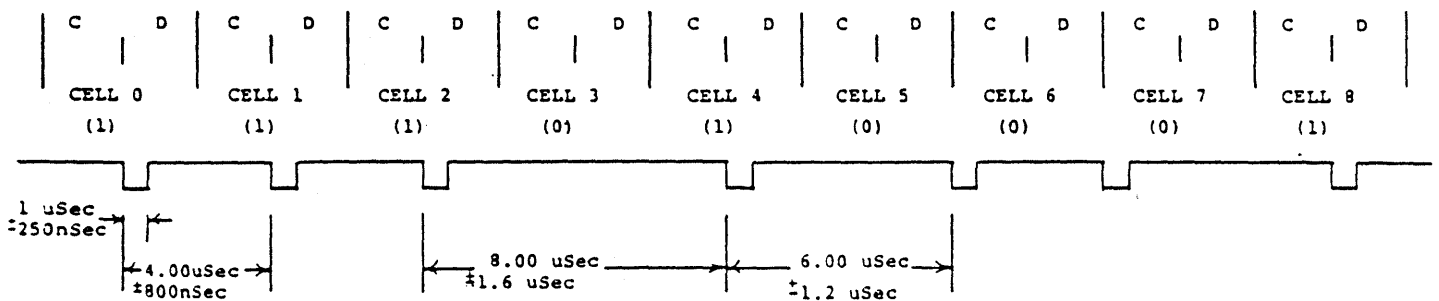 C D C D C D C D C D C D C D C D C D
CELL 0 CELL 1 CELL 2 CELL 3 CELL 4 CELL 5 CELL 6 CELL 7 CELL 8
(1) (1) (1) (0) (1) (0) (0) (0) (1)
1 uSec
±250nSec
4.00uSec
±800nSec
8.00 uSec
±1.6 uSec
6.00 uSec
±1.2 uSec